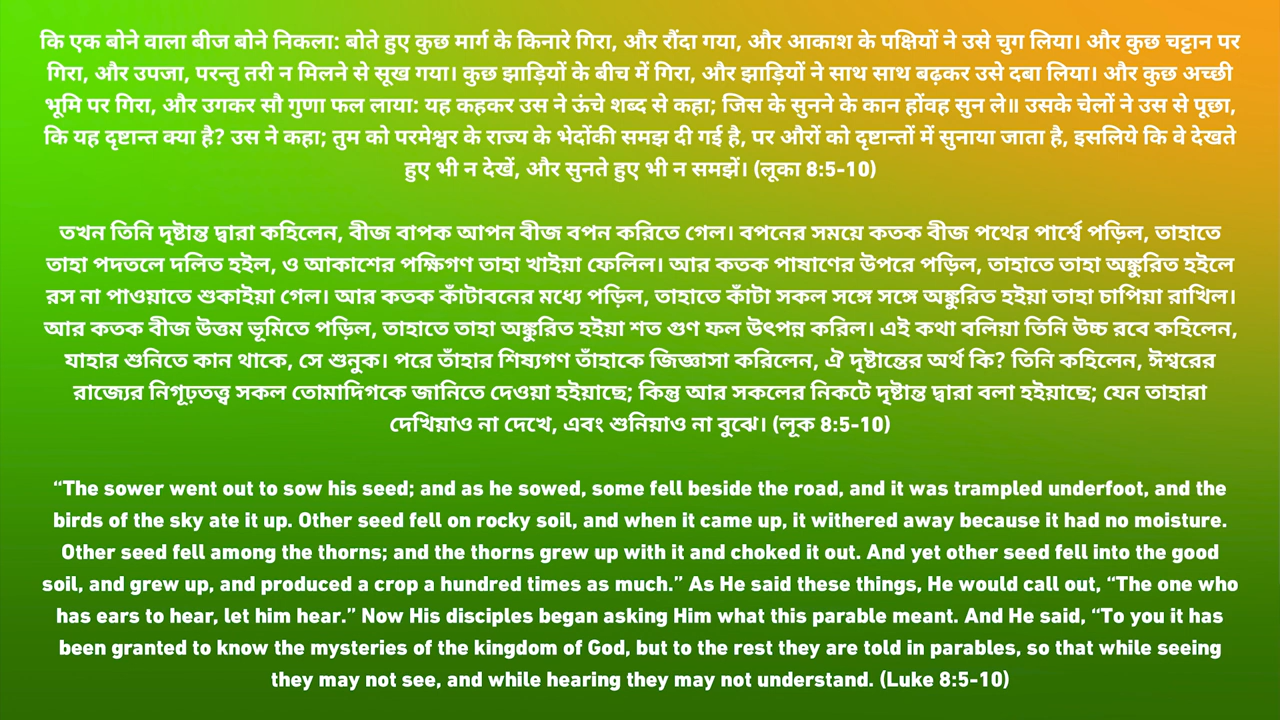 कि एक बोने वाला बीज बोने निकला: बोते हुए कुछ मार्ग के किनारे गिरा, और रौंदा गया, और आकाश के पक्षियों ने उसे चुग लिया। और कुछ चट्टान पर
गिरा, और उपजा, परन्तु तरी न मिलने से सूख गया। कुछ झाड़ियों के बीच में गिरा, और झाड़ियों ने साथ साथ बढ़कर उसे दबा लिया। और कुछ अच्छी
भूमि पर गिरा, और उगकर सौ गुणा फल लाया: यह कहकर उस ने ऊंचे शब्द से कहा; जिस के सुनने के कान होंवह सुन ले॥ उसके चेलों ने उस से पूछा,
कि यह दृष्टान्त क्या है? उस ने कहा; तुम को परमेश्वर के राज्य के भेदोंकी समझ दी गई है, पर औरों को दृष्टान्तों में सुनाया जाता है, इसलिये कि वे देखते
हुए भी न देखें, और सुनते हुए भी न समझें। (लूका 8:5-10)
তখন তিনি দৃষ্টান্ত দ্বারা কহিলেন, বীজ বাপক আপন বীজ বপন করিতে গেল। বপনের সময়ে কতক বীজ পথের পার্শ্বে পড়িল, তাহাতে
তাহা পদতলে দলিত হইল, ও আকাশের পক্ষিগণ তাহা খাইয়া ফেলিল। আর কতক পাষাণের উপরে পড়িল, তাহাতে তাহা অঙ্কুরিত হইলে
রস না পাওয়াতে শুকাইয়া গেল। আর কতক কাঁটাবনের মধ্যে পড়িল, তাহাতে কাঁটা সকল সঙ্গে সঙ্গে অঙ্কুরিত হইয়া তাহা চাপিয়া রাখিল।
আর কতক বীজ উত্তম ভূমিতে পড়িল, তাহাতে তাহা অঙ্কুরিত হইয়া শত গুণ ফল উৎপন্ন করিল। এই কথা বলিয়া তিনি উচ্চ রবে কহিলেন,
যাহার শুনিতে কান থাকে, সে শুনুক। পরে তাঁহার শিষ্যগণ তাঁহাকে জিজ্ঞাসা করিলেন, ঐ দৃষ্টান্তের অর্থ কি? তিনি কহিলেন, ঈশ্বরের
রাজ্যের নিগূঢ়তত্ত্ব সকল তোমাদিগকে জানিতে দেওয়া হইয়াছে; কিন্তু আর সকলের নিকটে দৃষ্টান্ত দ্বারা বলা হইয়াছে; যেন তাহারা
দেখিয়াও না দেখে, এবং শুনিয়াও না বুঝে। (লূক 8:5-10)
“The sower went out to sow his seed; and as he sowed, some fell beside the road, and it was trampled underfoot, and the
birds of the sky ate it up. Other seed fell on rocky soil, and when it came up, it withered away because it had no moisture.
Other seed fell among the thorns; and the thorns grew up with it and choked it out. And yet other seed fell into the good
soil, and grew up, and produced a crop a hundred times as much.” As He said these things, He would call out, “The one who
has ears to hear, let him hear.” Now His disciples began asking Him what this parable meant. And He said, “To you it has
been granted to know the mysteries of the kingdom of God, but to the rest they are told in parables, so that while seeing
they may not see, and while hearing they may not understand. (Luke 8:5-10)